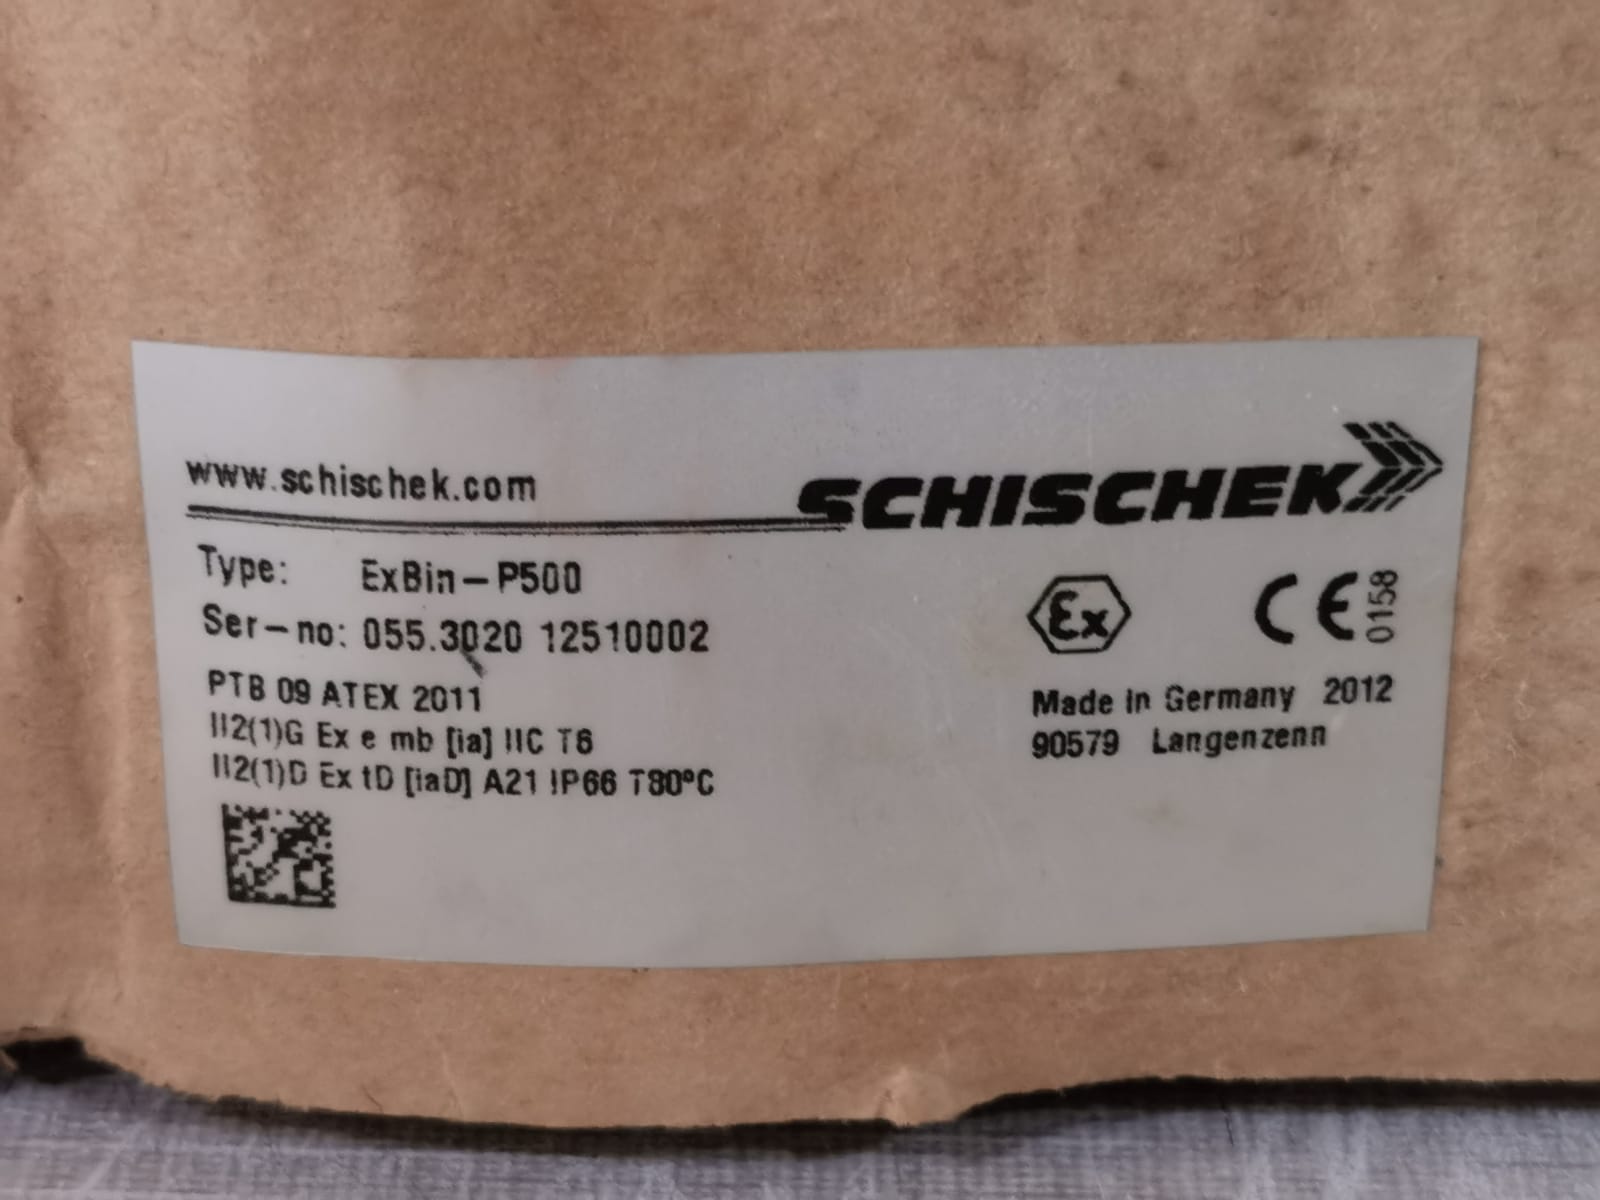 www.schischek.com
SCHISCHEK
Type: ExBin-P500
Ser-no: 055.3020 12510002
PTB 09 ATEX 2011
II2(1)G Ex e mb [ia] IIC T6
II2(1)D Ex tD [iaD] A21 IP66 T80°C
Ex
CE 0158
Made in Germany 2012
90579 Langenzenn